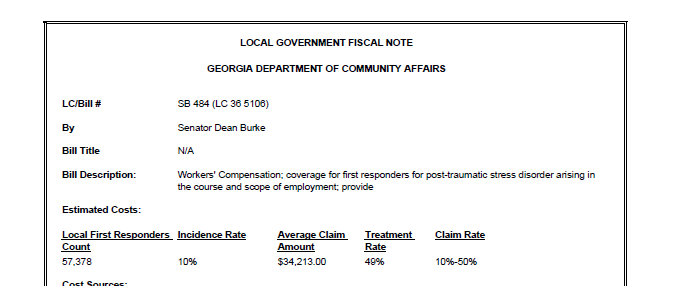 LOCAL GOVERNMENT FISCAL NOTE
GEORGIA DEPARTMENT OF COMMUNITY AFFAIRS
LC/Bill # SB 484 (LC 36 5106)
By Senator Dean Burke
Bill Title N/A
Bill Description: Workers' Compensation; coverage for first responders for post-traumatic stress disorder arising in
the course and scope of employment; provide
Estimated Costs:
Local First Responders Incidence Rate Average Claim Treatment Claim Rate
Count Amount Rate
57,378 10% $34,213.00 49% 10%-50%
Cost Sources: